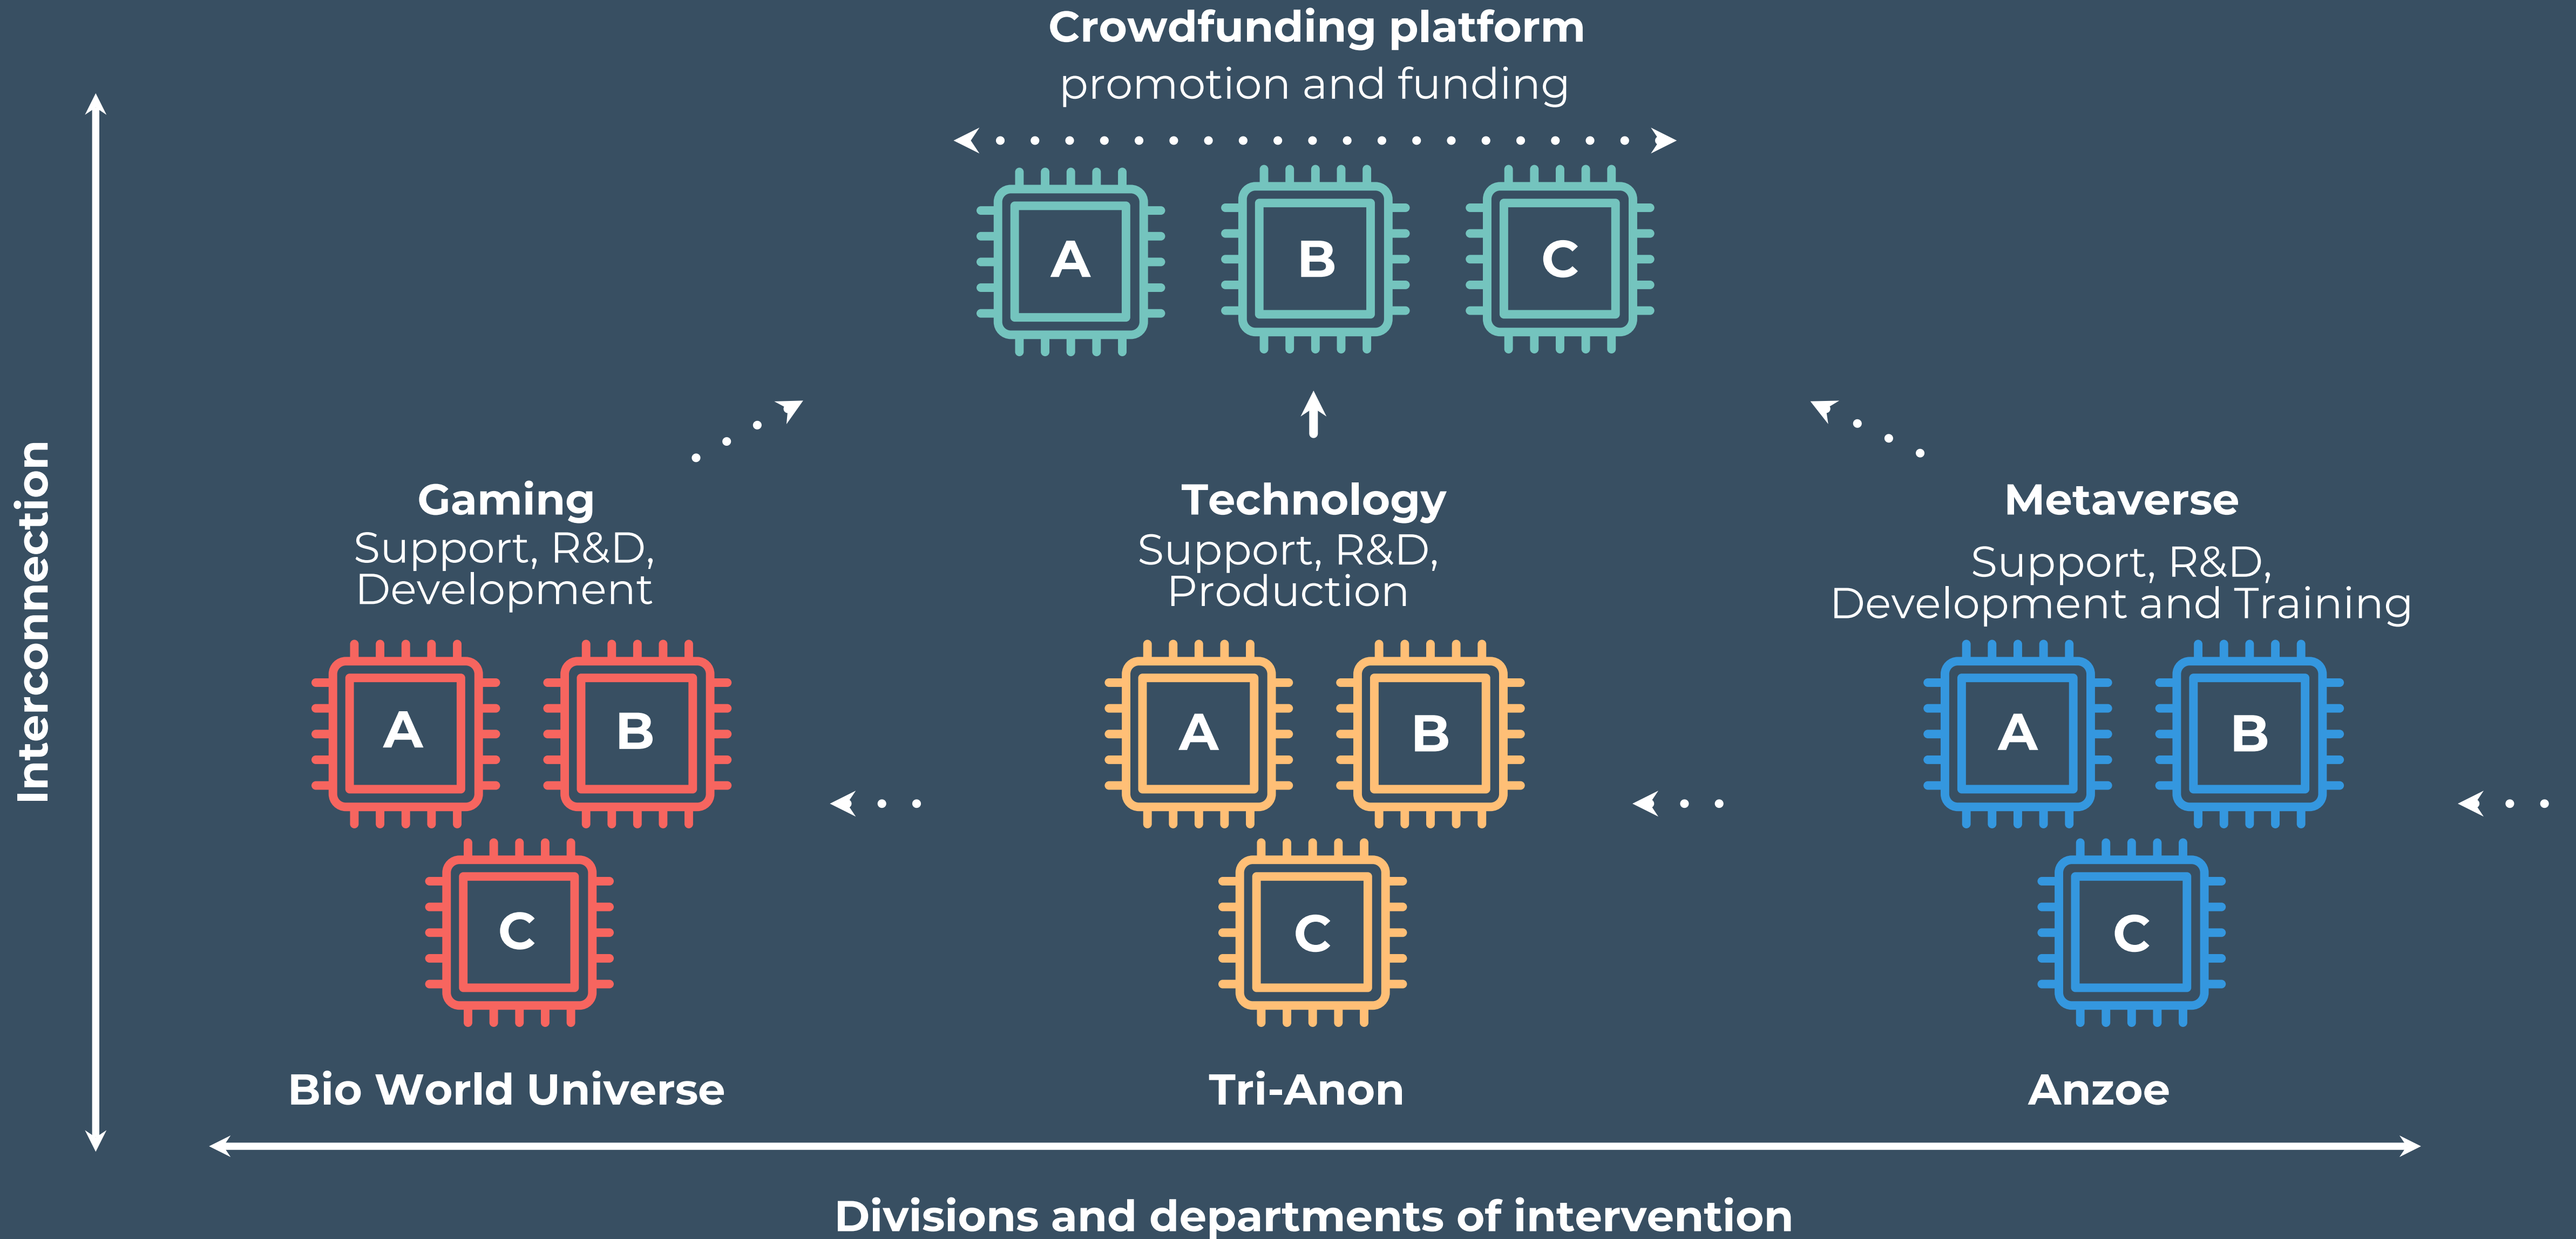 Crowdfunding platform
promotion and funding
A
B
C
Interconnection
Gaming
Support, R&D,
Development
A
B
C
Bio World Universe
Technology
Support, R&D,
Production
A
B
C
Tri-Anon
Metaverse
Support, R&D,
Development and Training
A
B
C
Anzoe
Divisions and departments of intervention